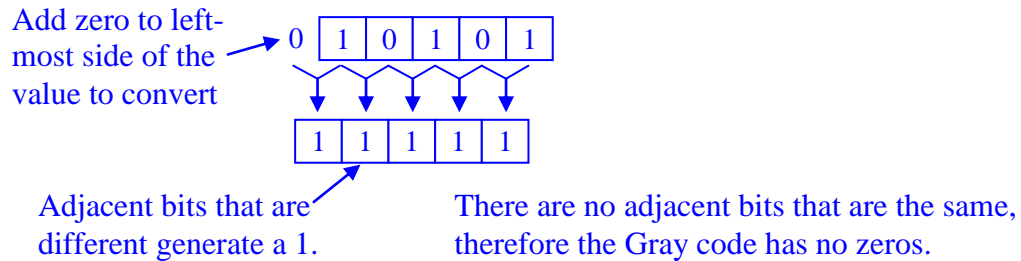 Add zero to left-
most side of the
value to convert
0 1 0 1 0 1
1 1 1 1 1
Adjacent bits that are
different generate a 1.
There are no adjacent bits that are the same,
therefore the Gray code has no zeros.